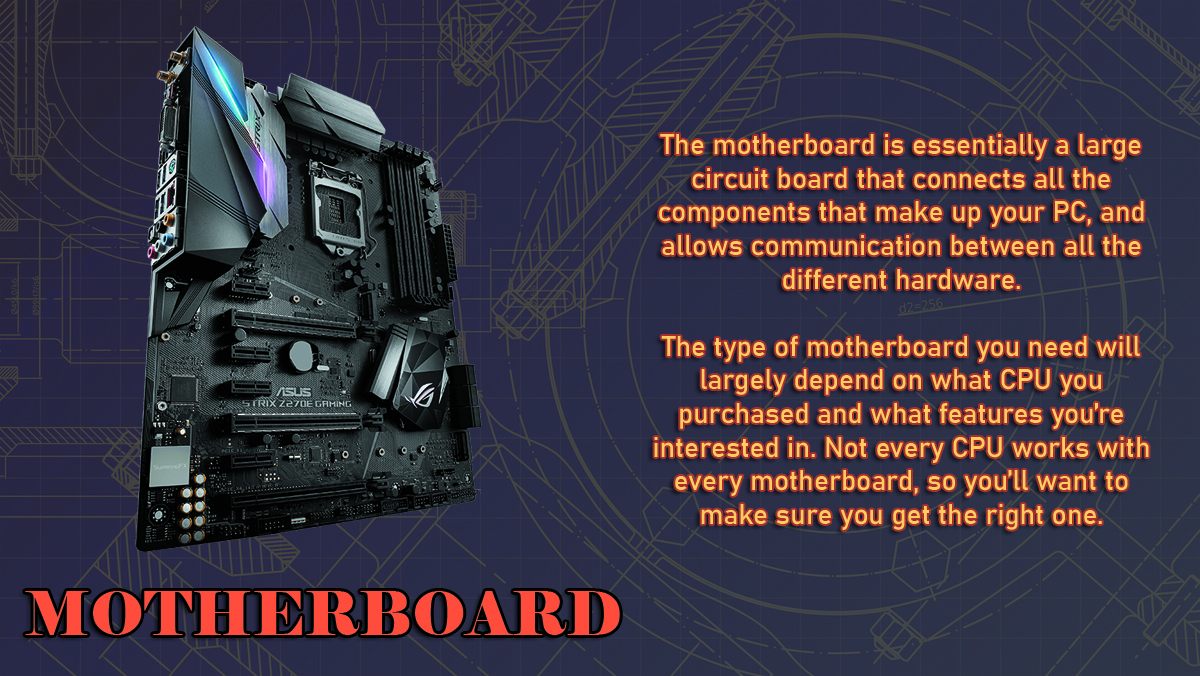 STRIX
ASUS
STRIX Z270E GAMING
The motherboard is essentially a large
circuit board that connects all the
components that make up your PC, and
allows communication between all the
different hardware.
d2=256
The type of motherboard you need will
largely depend on what CPU you
purchased and what features you’re
interested in. Not every CPU works with
every motherboard, so you’ll want to
make sure you get the right one.
MOTHERBOARD